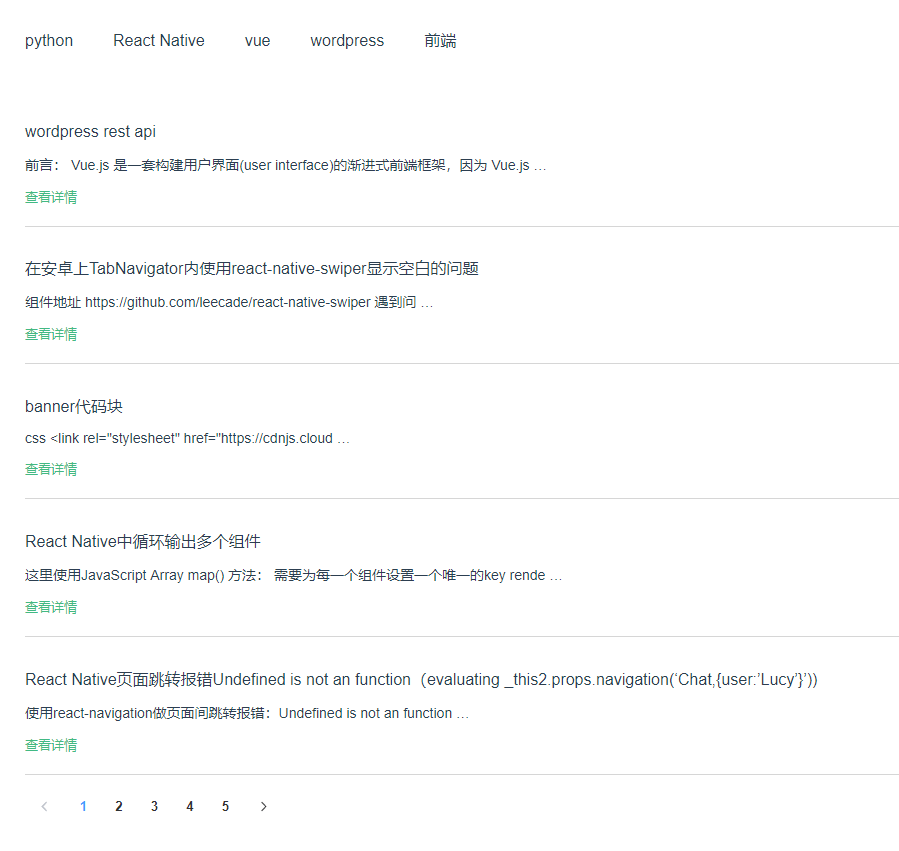 python React Native vue wordpress 前端
wordpress rest api
前言： Vue.js 是一套构建用户界面(user interface)的渐进式前端框架，因为 Vue.js …
查看详情
在安卓上TabNavigator内使用react-native-swiper显示空白的问题
组件地址 https://github.com/leecade/react-native-swiper 遇到问 …
查看详情
banner代码块
css <link rel="stylesheet" href="https://cdnjs.cloud …
查看详情
React Native中循环输出多个组件
这里使用JavaScript Array map() 方法： 需要为每一个组件设置一个唯一的key rende …
查看详情
React Native页面跳转报错Undefined is not an function（evaluating _this2.props.navigation(‘Chat,{user:’Lucy’}’))
使用react-navigation做页面间跳转报错：Undefined is not an function …
查看详情
1 2 3 4 5